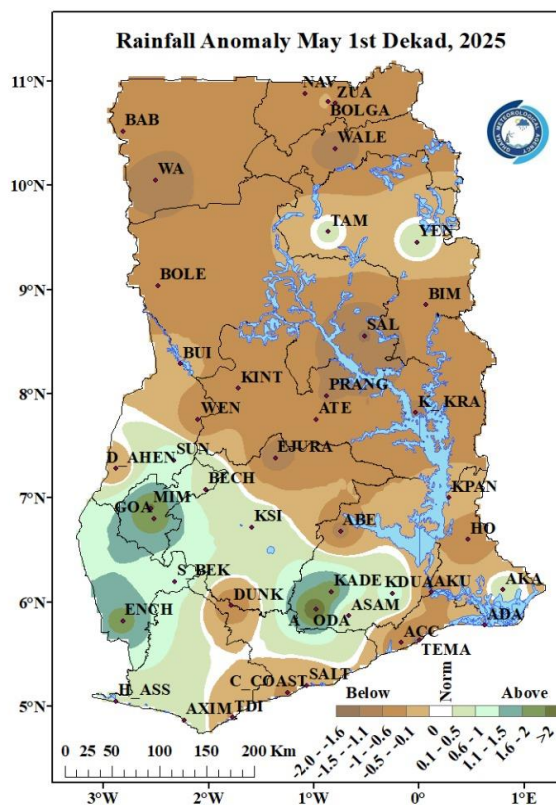 Rainfall Anomaly May 1st Dekad, 2025
11°N
NAV
ZUA
BOLGA
BAB
WALE
WA
10°N
TAM
YEN
9°N
BOLE
BIM
SAL
BUI
8°N
KINT
PRANG
WEN
ATE
K_KRA
D_AHEN
SUN
EJURA
BECH
7°N
MIM
GOA
KPAN
KSI
ABE
HO
S_BEK
KADE
KDUA
AKU
AKA
6°N
ENCH
DUNK
ASAM
A_ODA
ADA
ACC
TEMA
H_ASS
C_COAST
SALT
5°N
AXIM
TDI
Below
Norm
Above
-2.0 - -1.6
-1.5 - -1.1
-1 - -0.6
-0.5 - -0.1
0
0.1 - 0.5
0.6 - 1
1.1 - 1.5
1.6 - 2
>2
0 50 100 150 200 Km
3°W
2°W
1°W
0°
1°E